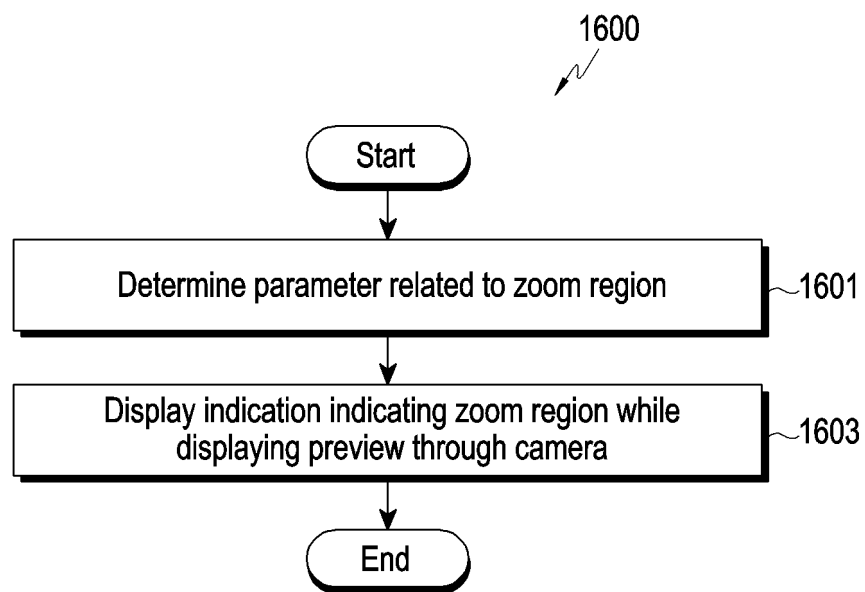 1600
Start
Determine parameter related to zoom region
1601
Display indication indicating zoom region while
displaying preview through camera
1603
End